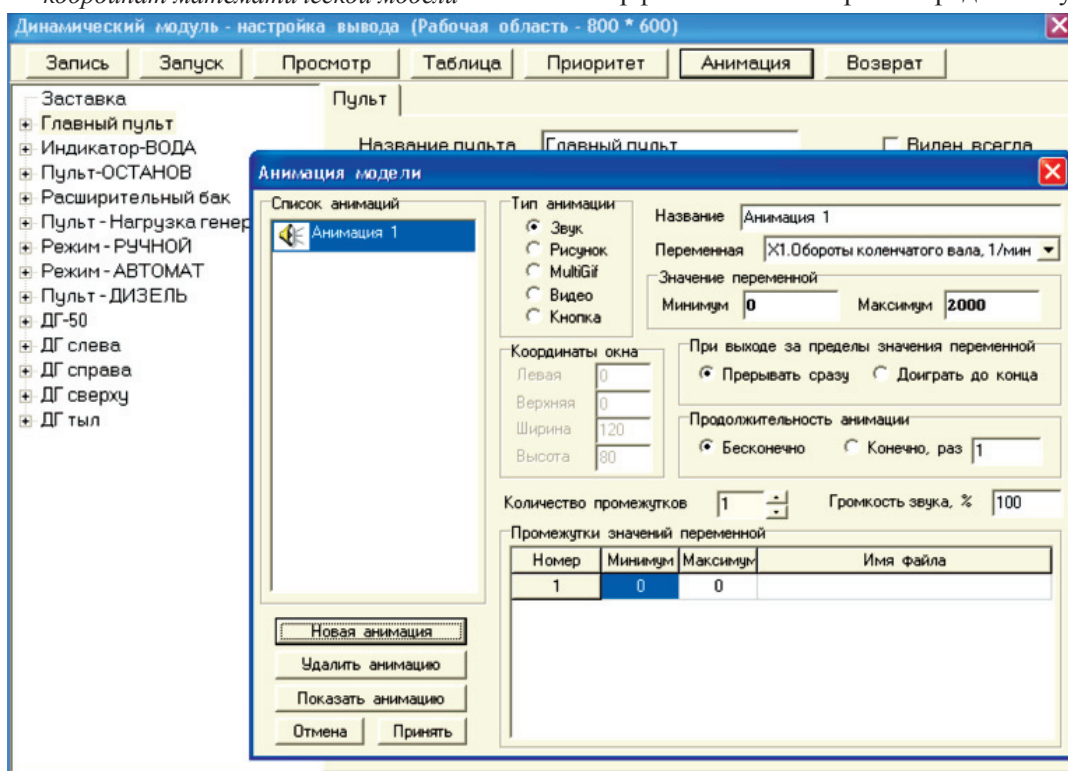 координат математической модели
Динамический модуль - настройка вывода (Рабочая область - 800 * 600)
Запись Запуск Просмотр Таблица Приоритет Анимация Возврат
Заставка
Главный пульт
Индикатор-ВОДА
Пульт-ОСТАНОВ
Расширительный бак
Пульт - Нагрузка генер
Режим - РУЧНОЙ
Режим - АВТОМАТ
Пульт - ДИЗЕЛЬ
ДГ-50
ДГ слева
ДГ справа
ДГ сверху
ДГ тыл
Пульт
Название пульта Главный пульт Виден всегда
Анимация модели
Список анимаций
Анимация 1
Тип анимации
Звук
Рисунок
MultiGif
Видео
Кнопка
Название Анимация 1
Переменная X1.Обороты коленчатого вала, 1/мин
Значение переменной
Минимум 0 Максимум 2000
Координаты окна
Левая 0
Верхняя 0
Ширина 120
Высота 80
При выходе за пределы значения переменной
Прерывать сразу Доиграть до конца
Продолжительность анимации
Бесконечно Конечно, раз 1
Количество промежутков 1 Громкость звука, % 100
Промежутки значений переменной
Номер Минимум Максимум Имя файла
1 0 0
Новая анимация
Удалить анимацию
Показать анимацию
Отмена Принять